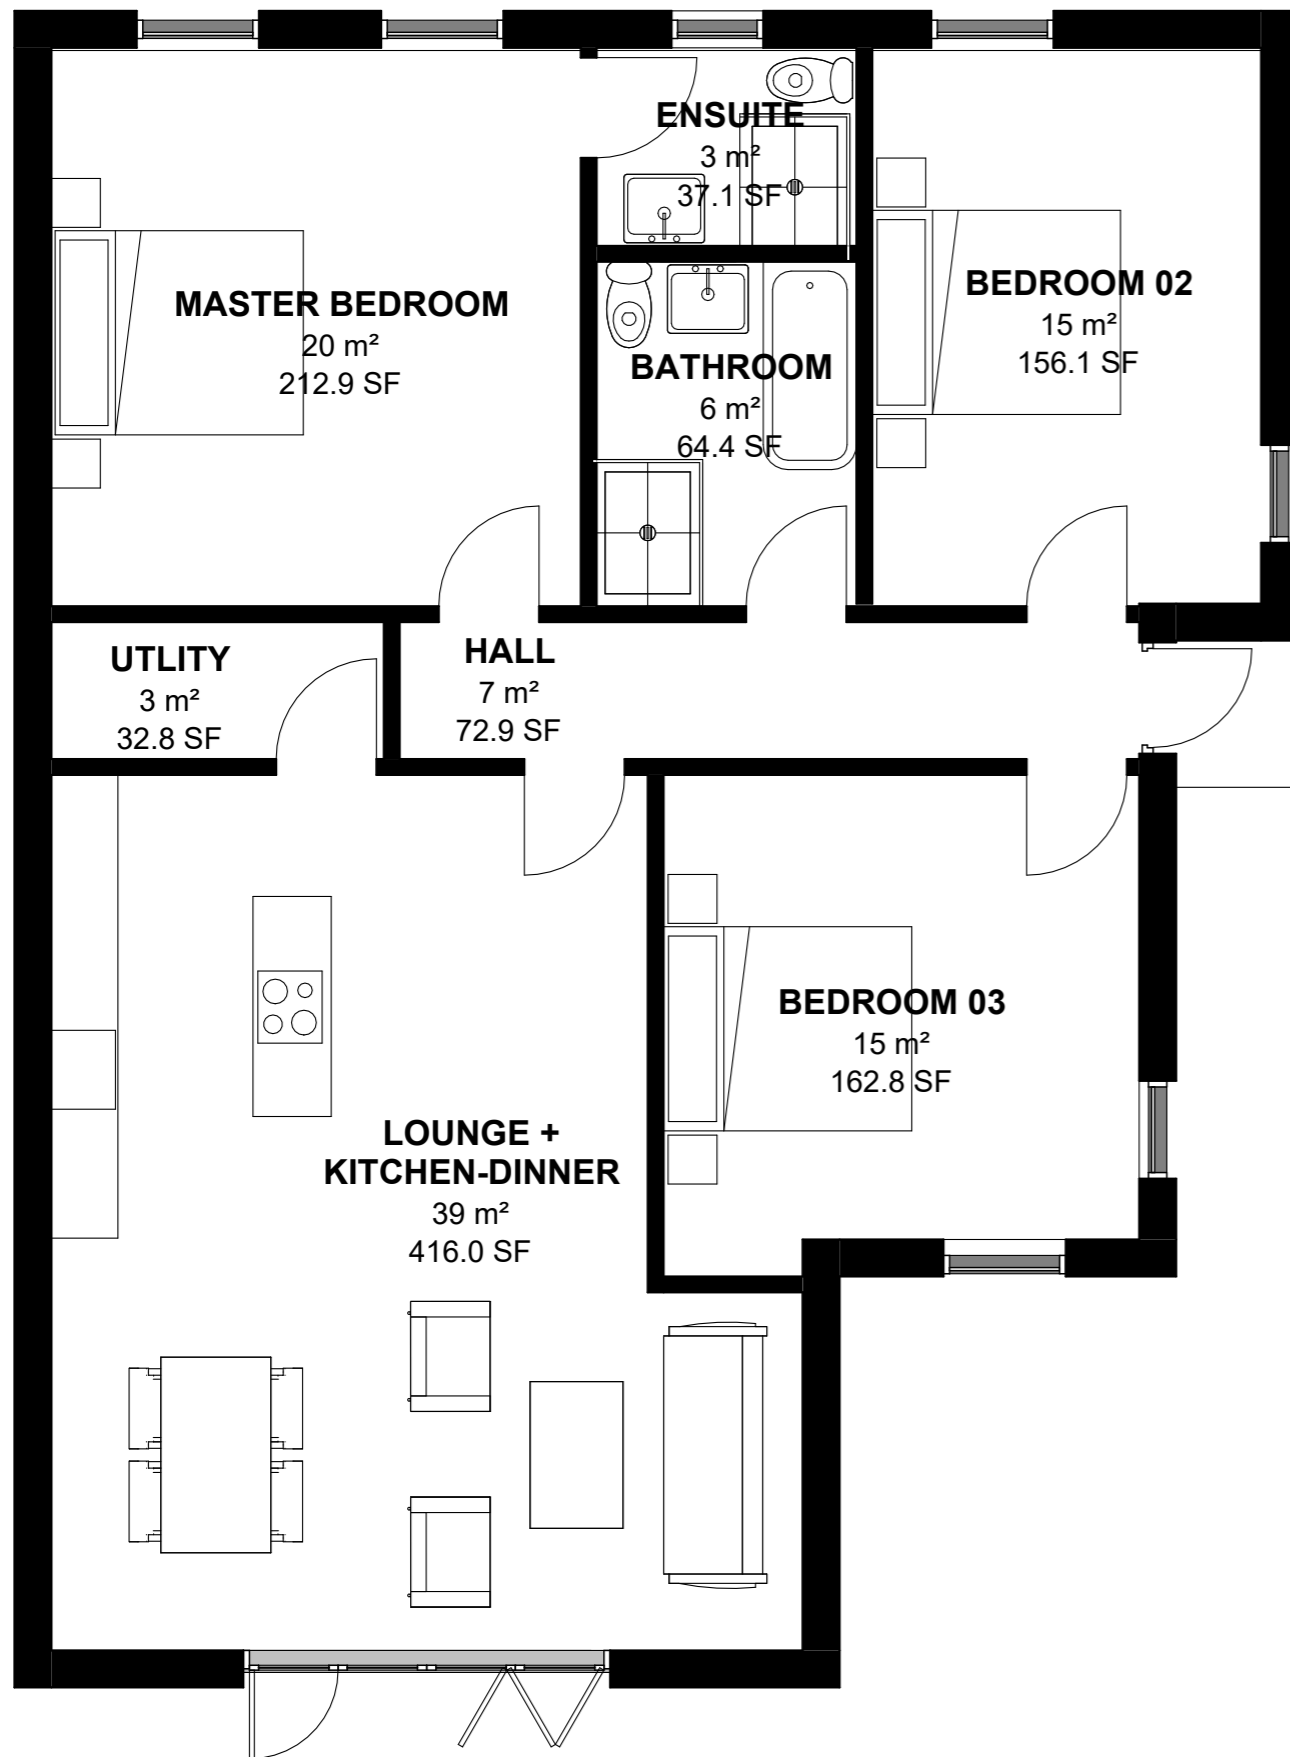 ENSUITE
3 m²
37.1 SF
MASTER BEDROOM
20 m²
212.9 SF
BEDROOM 02
15 m²
156.1 SF
BATHROOM
6 m²
64.4 SF
UTLITY
3 m²
32.8 SF
HALL
7 m²
72.9 SF
BEDROOM 03
15 m²
162.8 SF
LOUNGE +
KITCHEN-DINNER
39 m²
416.0 SF